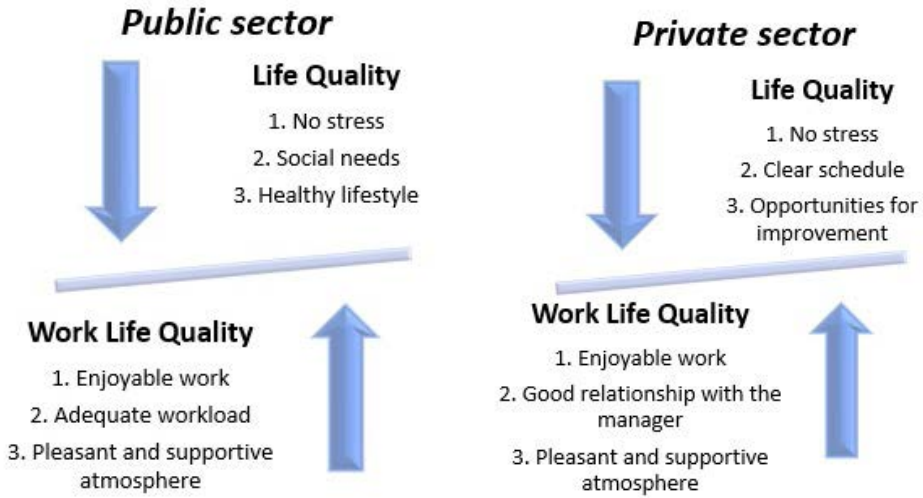 Public sector
Life Quality
1. No stress
2. Social needs
3. Healthy lifestyle
Work Life Quality
1. Enjoyable work
2. Adequate workload
3. Pleasant and supportive
atmosphere
Private sector
Life Quality
1. No stress
2. Clear schedule
3. Opportunities for
improvement
Work Life Quality
1. Enjoyable work
2. Good relationship with the
manager
3. Pleasant and supportive
atmosphere